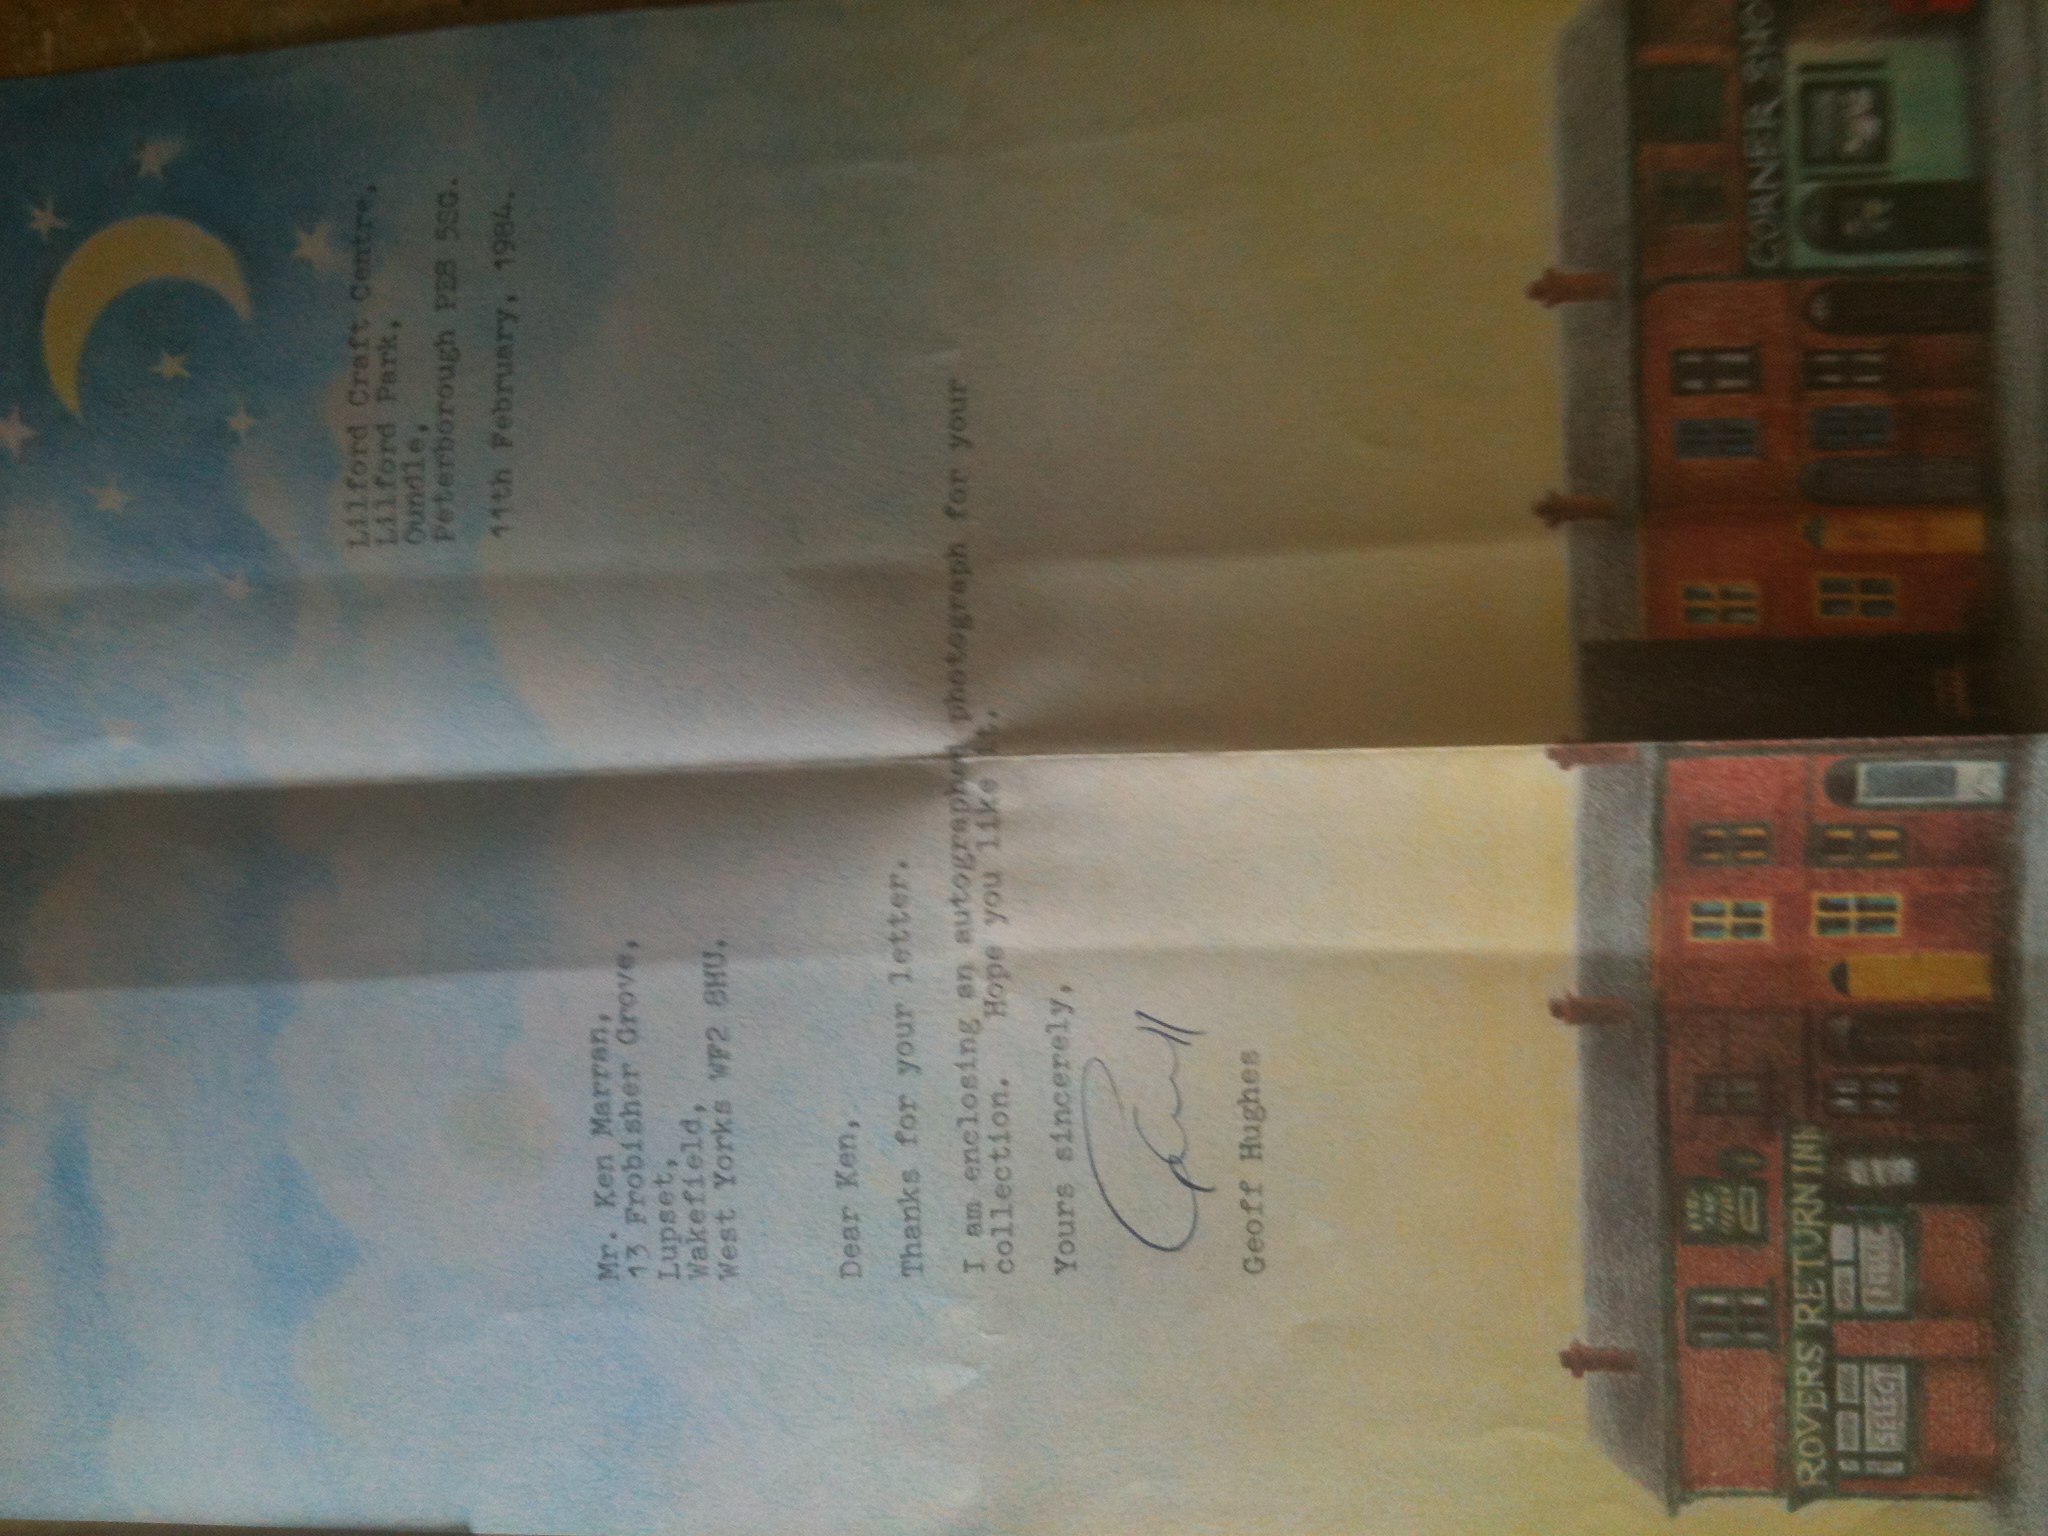 Lilford Craft Centre,
Lilford Park,
Oundle,
Peterborough PE8 5SG.
11th February, 1984.
Mr. Ken Marran,
13 Frobisher Grove,
Lupset,
Wakefield,
West Yorks WF2 8HU.
Dear Ken,
Thanks for your letter.
I am enclosing an autographed photograph for your
collection. Hope you like it.
Yours sincerely,
Geoff Hughes
ROVERS RETURN INN
SELECT
CORNER SHO